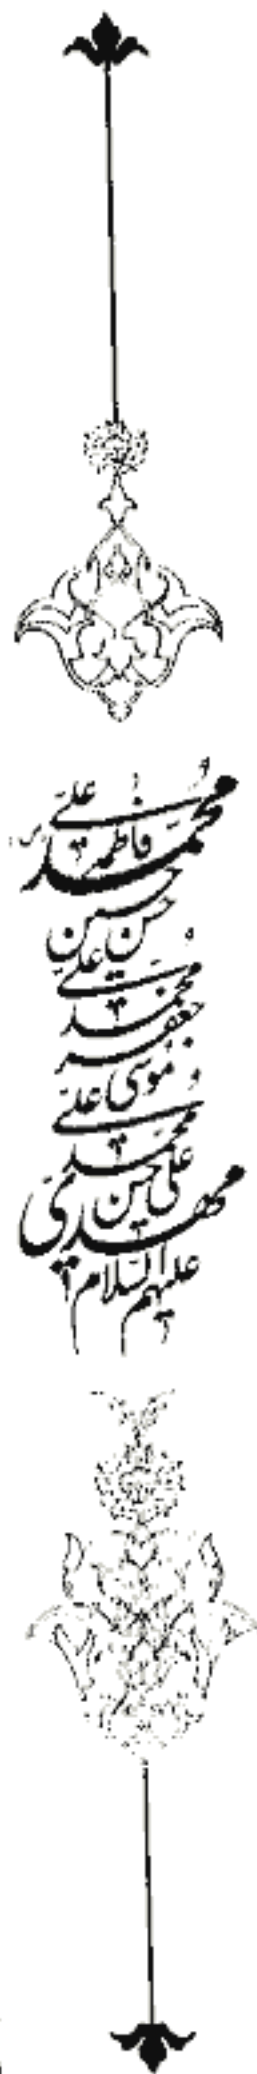 محمد علی فاطمه
حسن حسین
علی محمد
جعفر
موسی علی
محمد
علی حسن
مهدی
علیهم السلام